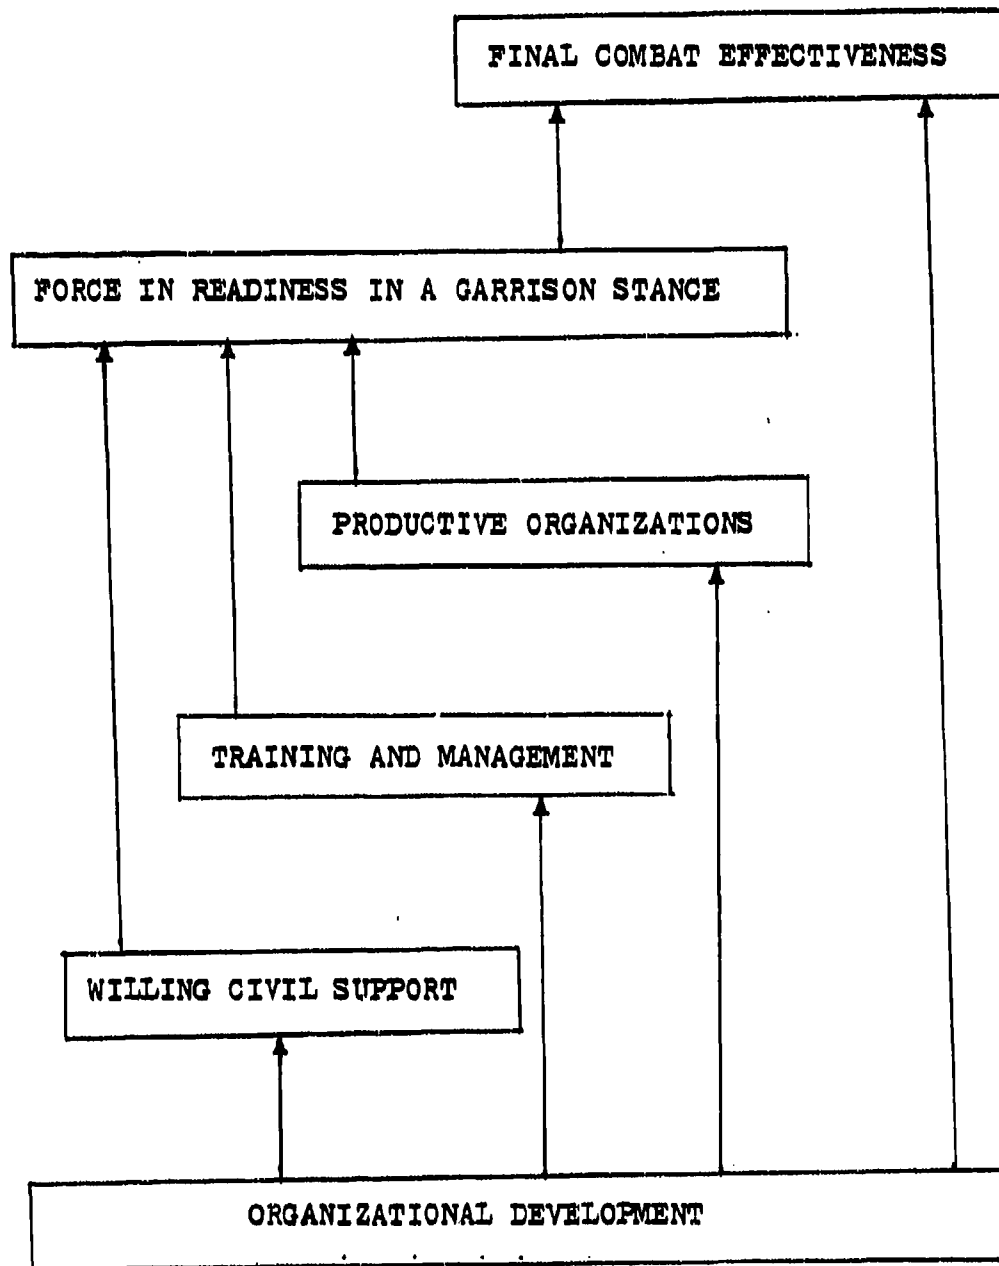 FINAL COMBAT EFFECTIVENESS
FORCE IN READINESS IN A GARRISON STANCE
PRODUCTIVE ORGANIZATIONS
TRAINING AND MANAGEMENT
WILLING CIVIL SUPPORT
ORGANIZATIONAL DEVELOPMENT